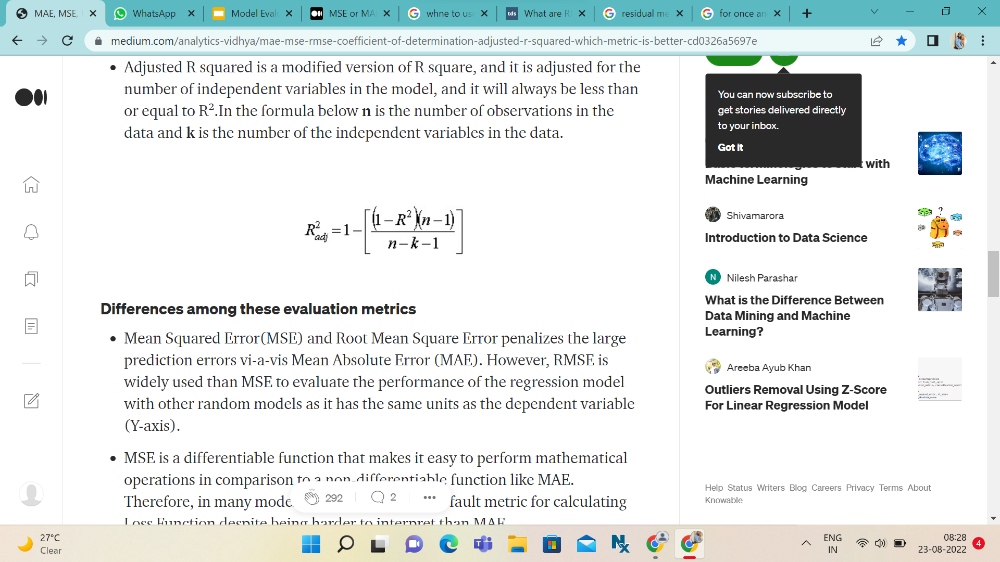 MAE, MSE,
WhatsApp
Model Eval
MSE or MA
whne to us
tds
What are R
residual me
for once an
medium.com/analytics-vidhya/mae-mse-rmse-coefficient-of-determination-adjusted-r-squared-which-metric-is-better-cd0326a5697e
• Adjusted R squared is a modified version of R square, and it is adjusted for the
number of independent variables in the model, and it will always be less than
or equal to R².In the formula below n is the number of observations in the
data and k is the number of the independent variables in the data.
R²adj = 1 − [(1 − R²)(n − 1) / n − k − 1]
Differences among these evaluation metrics
• Mean Squared Error(MSE) and Root Mean Square Error penalizes the large
prediction errors vi-a-vis Mean Absolute Error (MAE). However, RMSE is
widely used than MSE to evaluate the performance of the regression model
with other random models as it has the same units as the dependent variable
(Y-axis).
• MSE is a differentiable function that makes it easy to perform mathematical
operations in comparison to a non-differentiable function like MAE.
Therefore, in many mode fault metric for calculating
Loss Function despite being harder to interpret than MAE.
292
2
You can now subscribe to
get stories delivered directly
to your inbox.
Got it
Basic terminologies to start with
Machine Learning
Shivamarora
Introduction to Data Science
?
15 kg
N
Nilesh Parashar
What is the Difference Between
Data Mining and Machine
Learning?
Areeba Ayub Khan
Outliers Removal Using Z-Score
For Linear Regression Model
Help Status Writers Blog Careers Privacy Terms About
Knowable
27°C
Clear
ENG
IN
08:28
23-08-2022
4